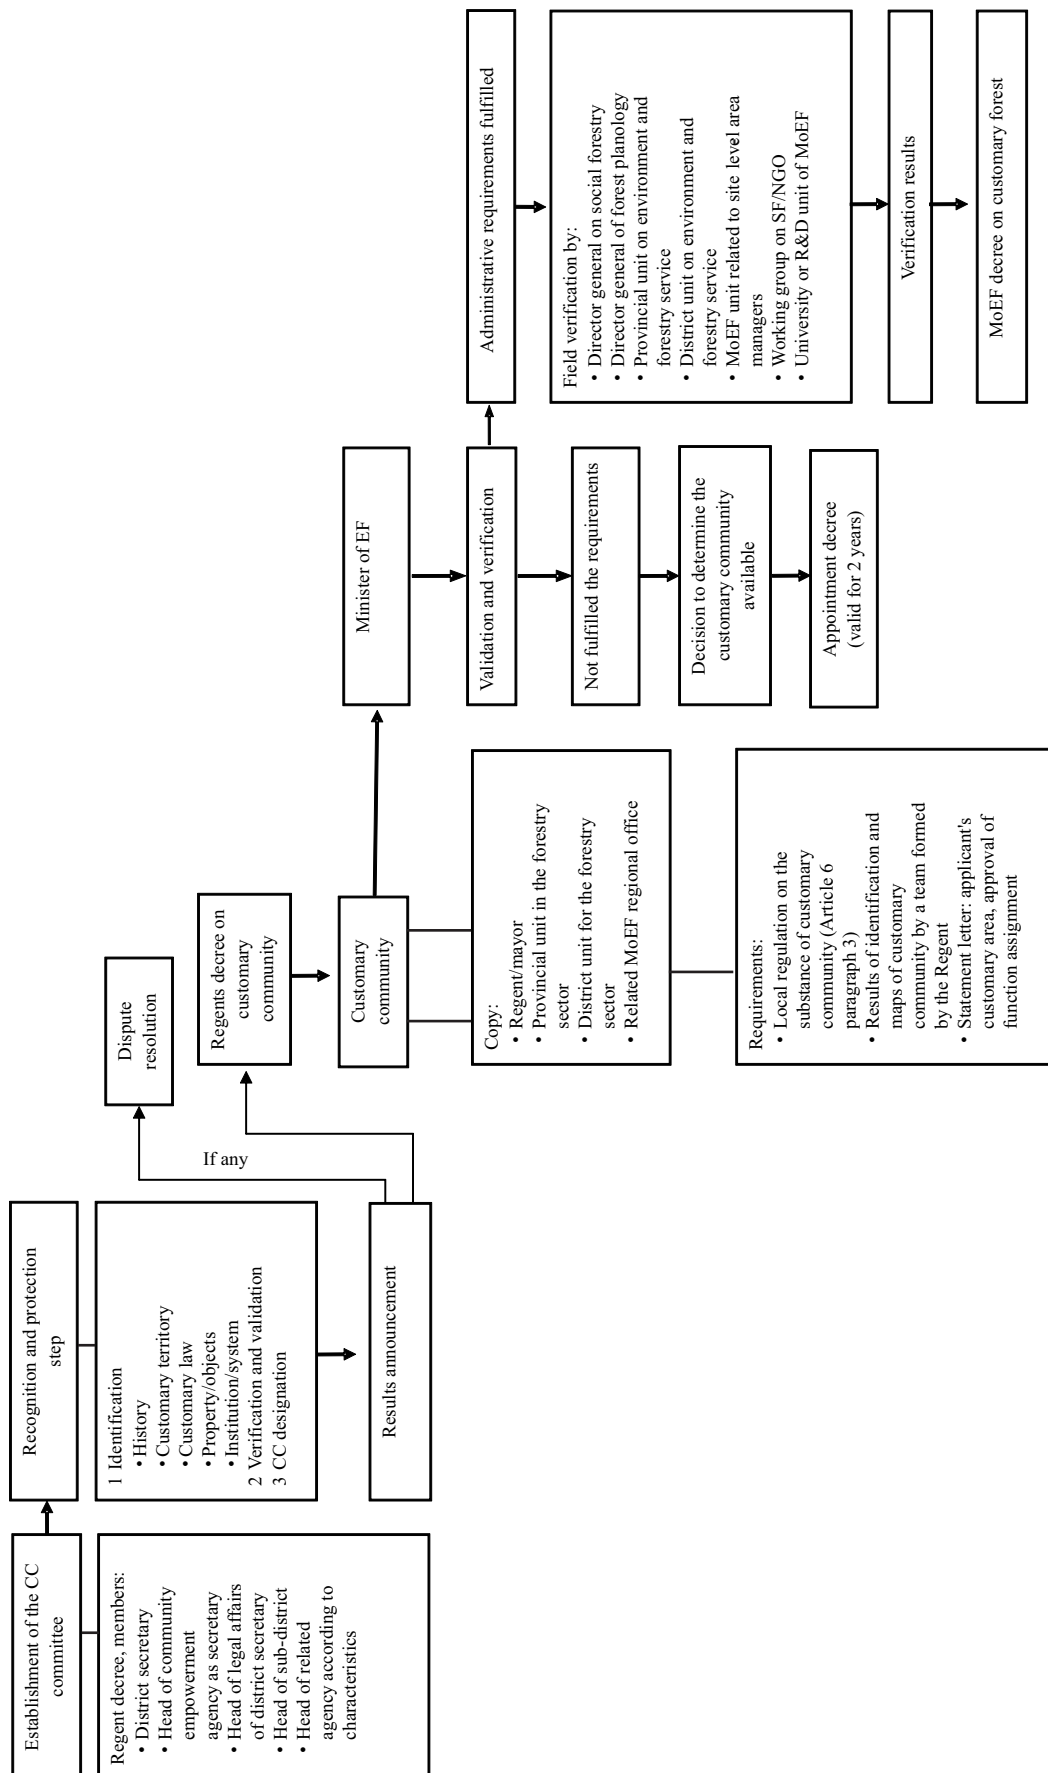 Establishment of the CC
committee
Regent decree, members:
• District secretary
• Head of community
empowerment
agency as secretary
• Head of legal affairs
of district secretary
• Head of sub-district
• Head of related
agency according to
characteristics
Recognition and protection
step
1 Identification
• History
• Customary territory
• Customary law
• Property/objects
• Institution/system
2 Verification and validation
3 CC designation
Results announcement
If any
Dispute
resolution
Regents decree on
customary
community
Customary
community
Copy:
• Regent/mayor
• Provincial unit in the forestry
sector
• District unit for the forestry
sector
• Related MoEF regional office
Requirements:
• Local regulation on the
substance of customary
community (Article 6
paragraph 3)
• Results of identification and
maps of customary
community by a team formed
by the Regent
• Statement letter: applicant's
customary area, approval of
function assignment
Minister of EF
Validation and verification
Not fulfilled the requirements
Decision to determine the
customary community
available
Appointment decree
(valid for 2 years)
Administrative requirements fulfilled
Field verification by:
• Director general on social forestry
• Director general of forest planology
• Provincial unit on environment and
forestry service
• District unit on environment and
forestry service
• MoEF unit related to site level area
managers
• Working group on SF/NGO
• University or R&D unit of MoEF
Verification results
MoEF decree on customary forest